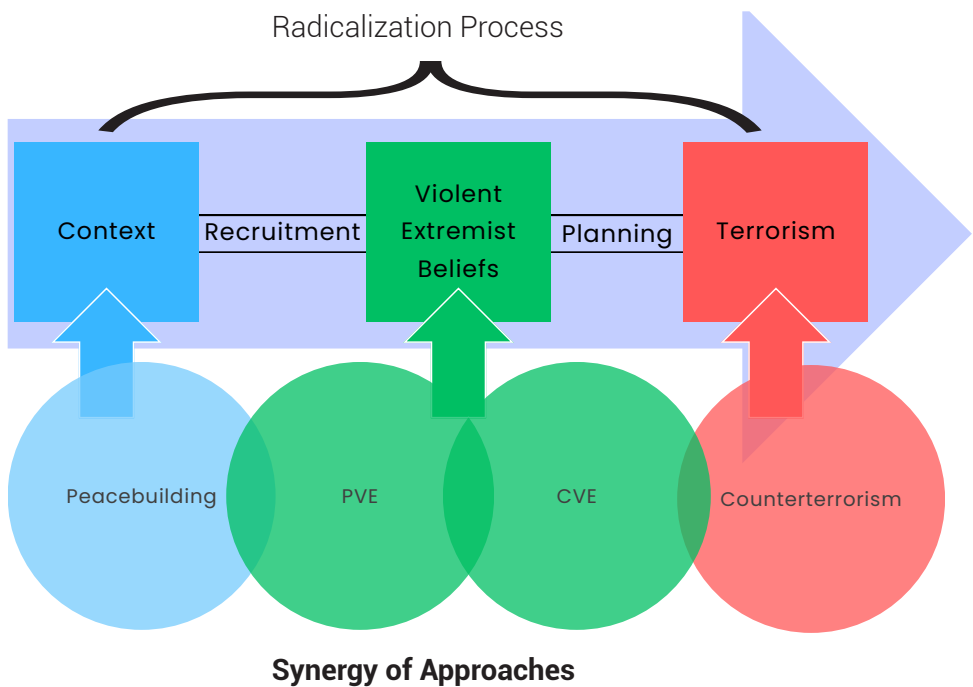 Radicalization Process
Context
Recruitment
Violent
Extremist
Beliefs
Planning
Terrorism
Peacebuilding
PVE
CVE
Counterterrorism
Synergy of Approaches